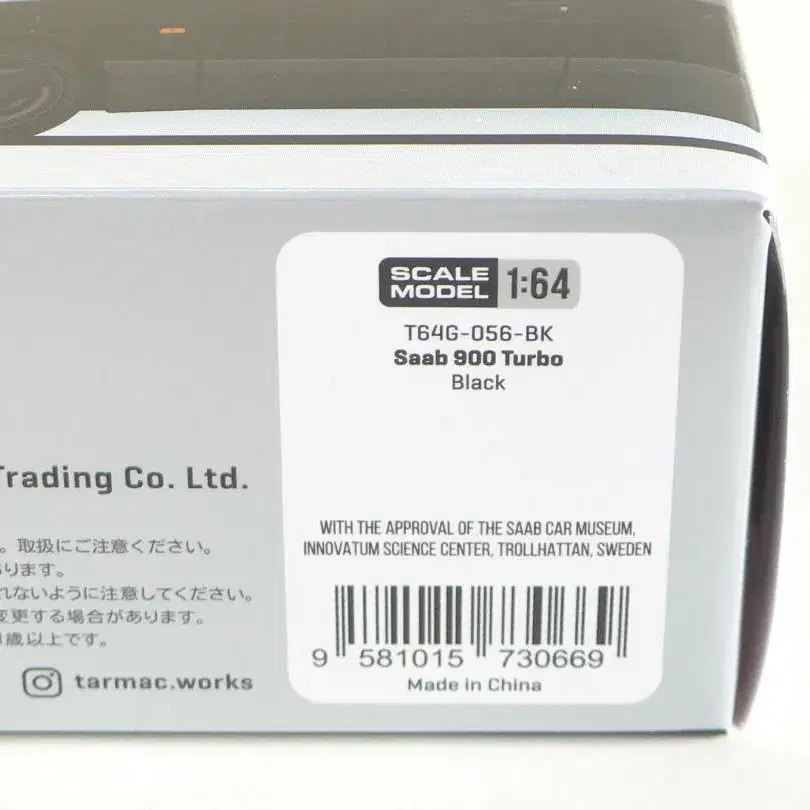 SCALE MODEL 1:64
T64G-056-BK
Saab 900 Turbo
Black
Trading Co. Ltd.
WITH THE APPROVAL OF THE SAAB CAR MUSEUM,
INNOVATUM SCIENCE CENTER, TROLLHATTAN, SWEDEN
。取扱にご注意ください。
あります。
れないように注意してください。
変更する場合があります。
歳以上です。
9 581015 730669
Made in China
tarmac.works